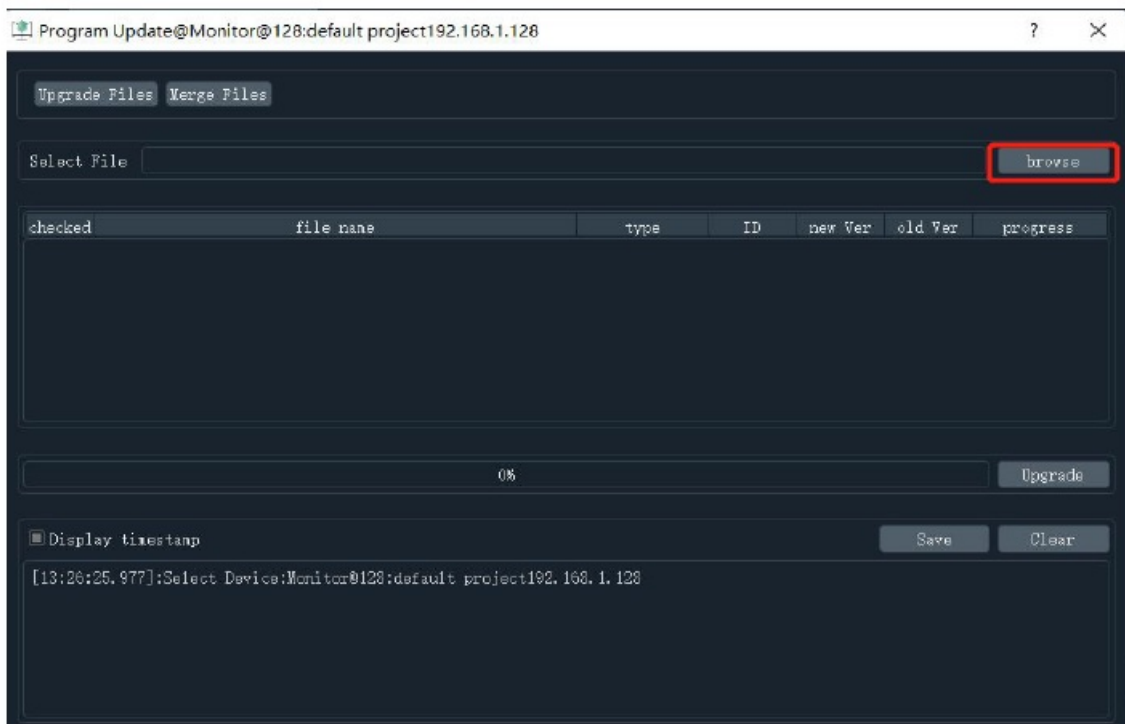 Program Update@Monitor@128:default project192.168.1.128
Upgrade Files Merge Files
Select File browse
checked file name type ID new Ver old Ver progress
0% Upgrade
Display timestamp Save Clear
[13:26:25.977]:Select Device:Monitor@128:default project192.168.1.128